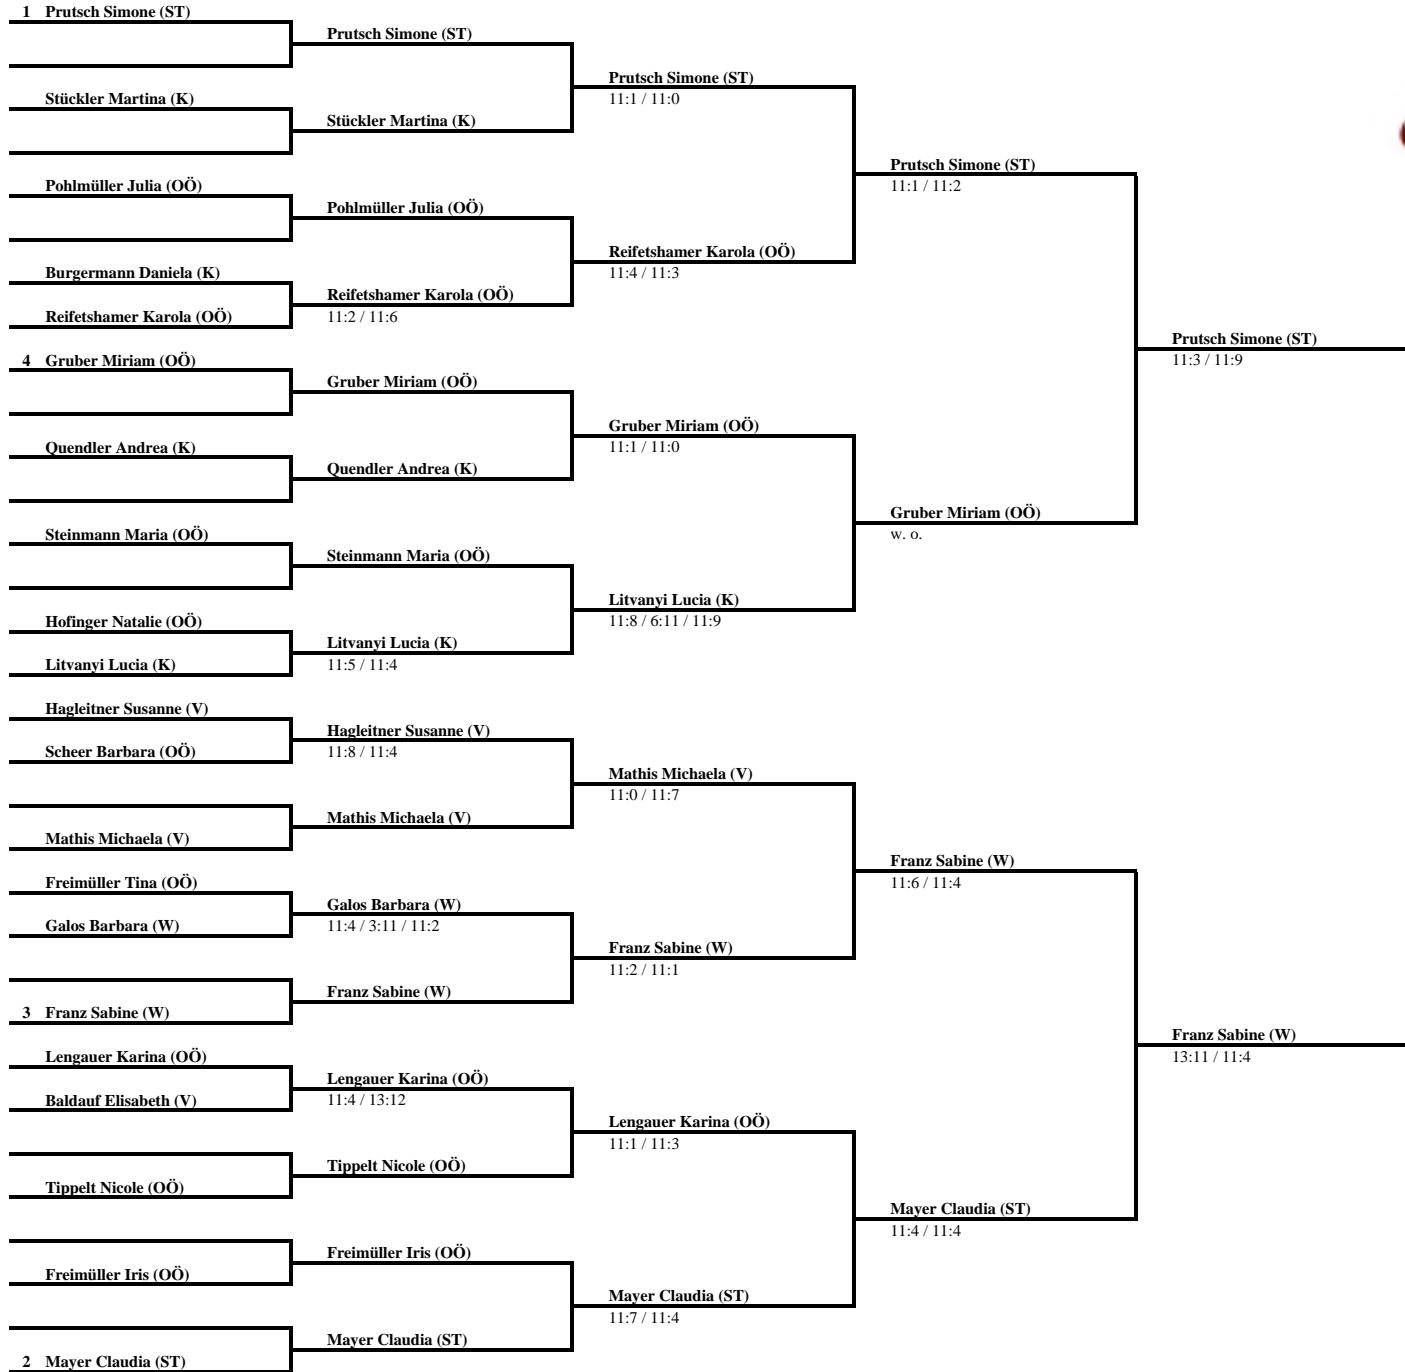 1 Prutsch Simone (ST)
Stückler Martina (K)
Pohlmüller Julia (OÖ)
Burgermann Daniela (K)
Reifetshamer Karola (OÖ)
4 Gruber Miriam (OÖ)
Quendler Andrea (K)
Steinmann Maria (OÖ)
Hofinger Natalie (OÖ)
Litvanyi Lucia (K)
Hagleitner Susanne (V)
Scheer Barbara (OÖ)
Mathis Michaela (V)
Freimüller Tina (OÖ)
Galos Barbara (W)
3 Franz Sabine (W)
Lengauer Karina (OÖ)
Baldauf Elisabeth (V)
Tippelt Nicole (OÖ)
Freimüller Iris (OÖ)
2 Mayer Claudia (ST)
Prutsch Simone (ST)
Stückler Martina (K)
Pohlmüller Julia (OÖ)
Reifetshamer Karola (OÖ)
11:2 / 11:6
Gruber Miriam (OÖ)
Quendler Andrea (K)
Steinmann Maria (OÖ)
Litvanyi Lucia (K)
11:5 / 11:4
Hagleitner Susanne (V)
11:8 / 11:4
Mathis Michaela (V)
Galos Barbara (W)
11:4 / 3:11 / 11:2
Franz Sabine (W)
Lengauer Karina (OÖ)
11:4 / 13:12
Tippelt Nicole (OÖ)
Freimüller Iris (OÖ)
Mayer Claudia (ST)
Prutsch Simone (ST)
11:1 / 11:0
Reifetshamer Karola (OÖ)
11:4 / 11:3
Gruber Miriam (OÖ)
11:1 / 11:0
Litvanyi Lucia (K)
11:8 / 6:11 / 11:9
Mathis Michaela (V)
11:0 / 11:7
Franz Sabine (W)
11:2 / 11:1
Lengauer Karina (OÖ)
11:1 / 11:3
Mayer Claudia (ST)
11:7 / 11:4
Prutsch Simone (ST)
11:1 / 11:2
Gruber Miriam (OÖ)
w. o.
Franz Sabine (W)
11:6 / 11:4
Mayer Claudia (ST)
11:4 / 11:4
Prutsch Simone (ST)
11:3 / 11:9
Franz Sabine (W)
13:11 / 11:4